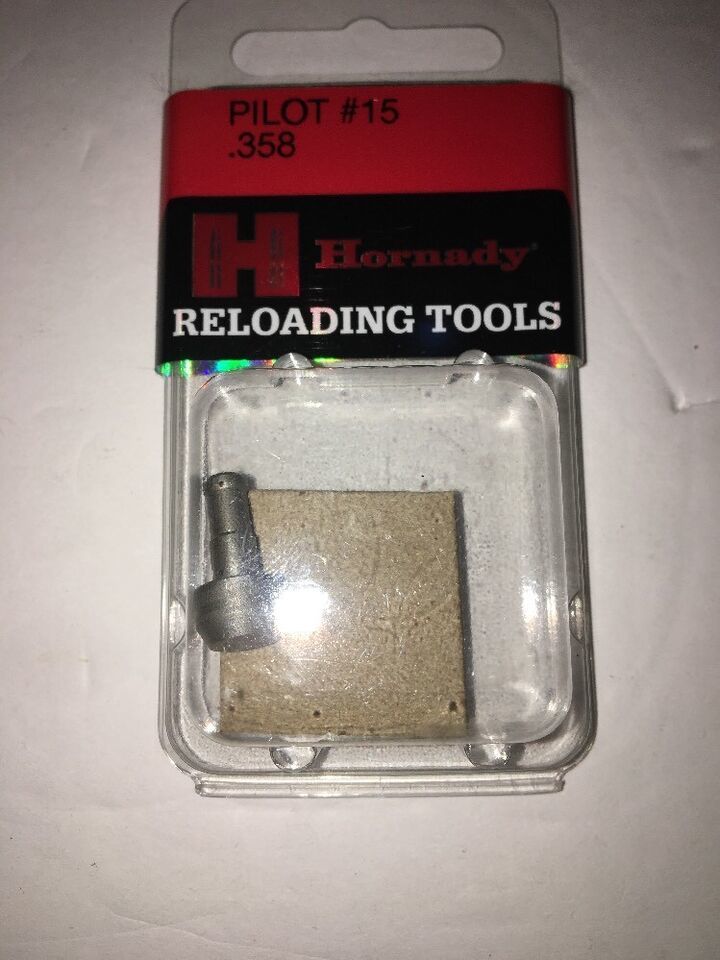 PILOT #15
.358
H Hornady
RELOADING TOOLS